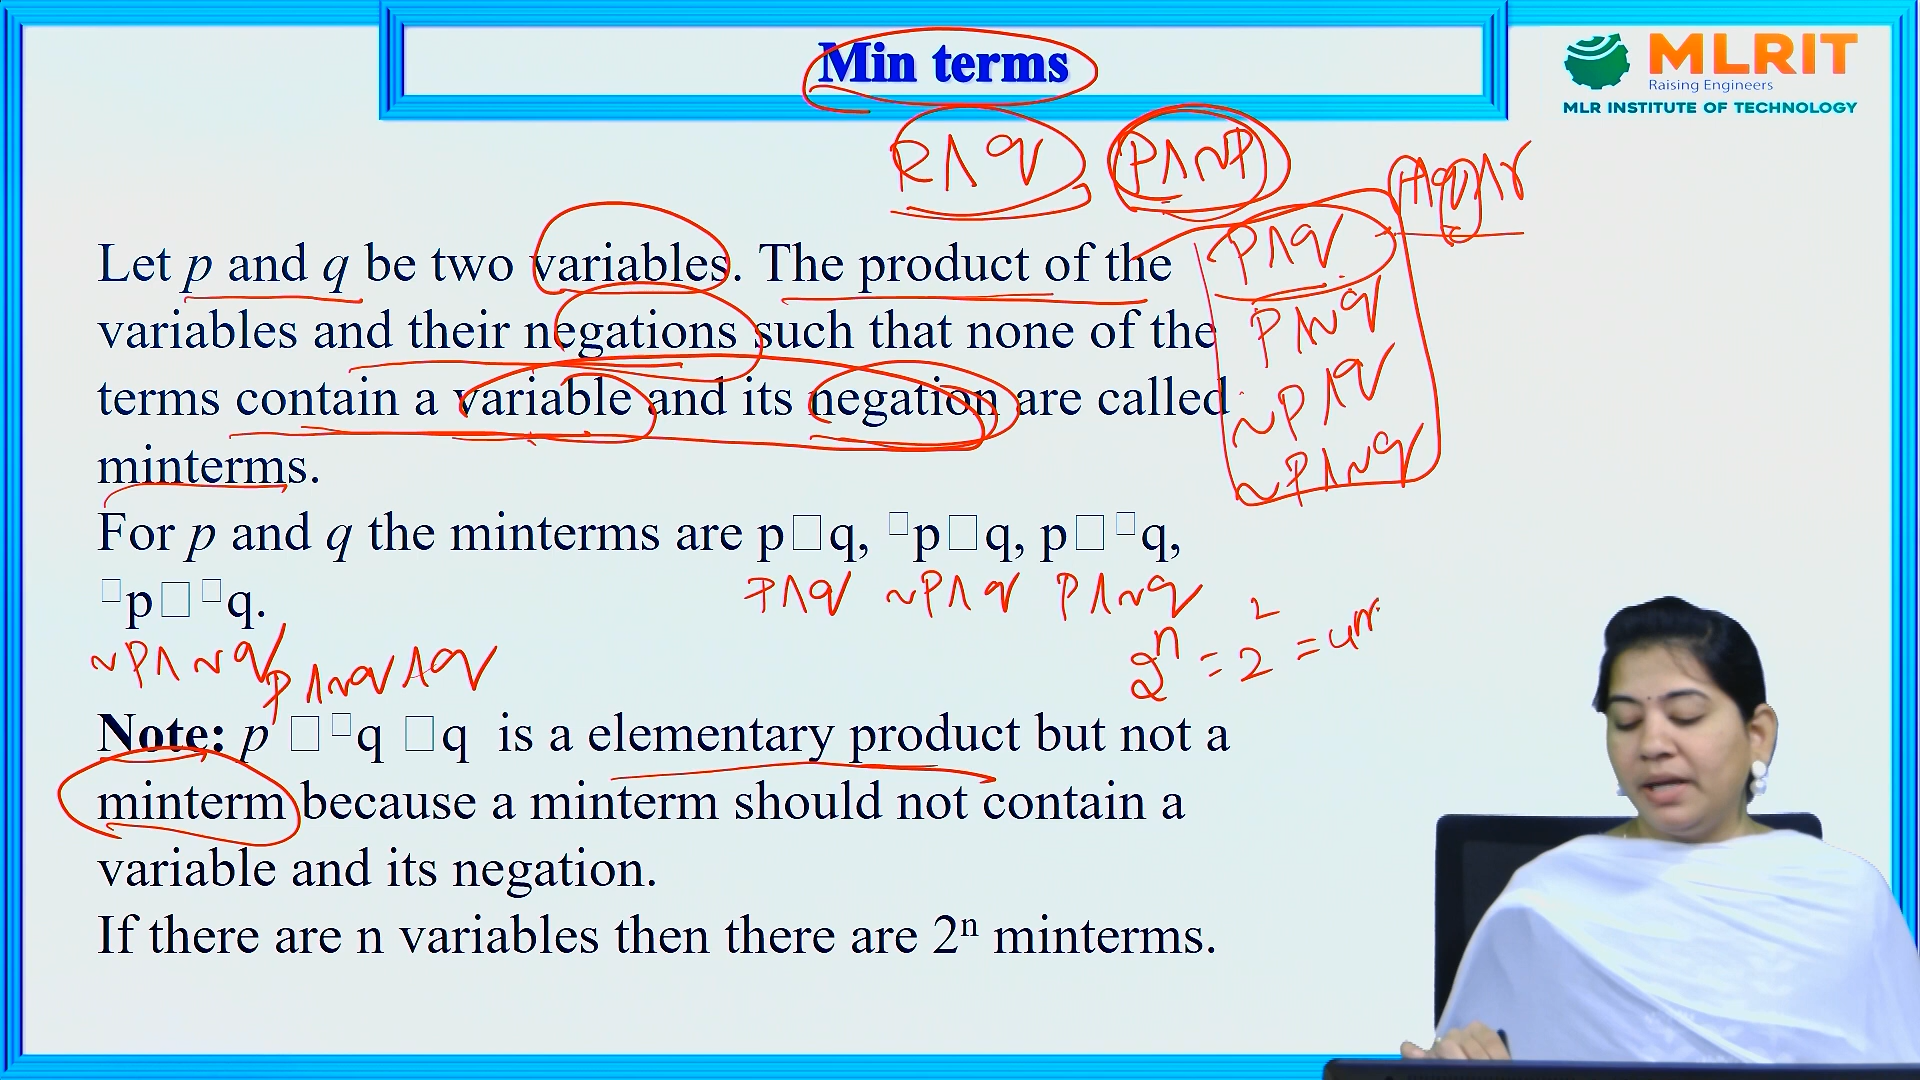 Min terms
MLRIT
Raising Engineers
MLR INSTITUTE OF TECHNOLOGY
P∧q
P∧~P
∧q∧r
Let p and q be two variables. The product of the
variables and their negations such that none of the
terms contain a variable and its negation are called
minterms.
P∧q
P∧~q
~P∧q
~P∧~q
For p and q the minterms are p□q, □p□q, p□□q,
□p□□q.
P∧q ~P∧q P∧~q
~P∧~q
P∧~q∧q
2ⁿ = 2² = 4m
Note: p □□q □q is a elementary product but not a
minterm because a minterm should not contain a
variable and its negation.
If there are n variables then there are 2ⁿ minterms.